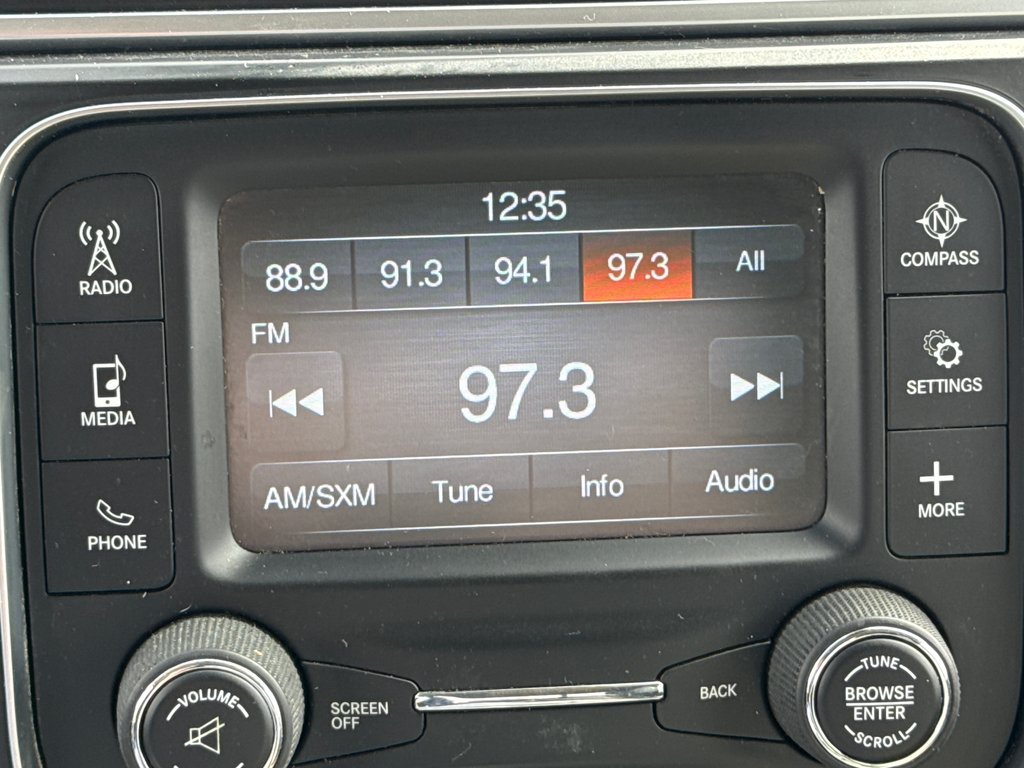 12:35
88.9 91.3 94.1 97.3 All
FM
97.3
AM/SXM Tune Info Audio
RADIO
MEDIA
PHONE
N
COMPASS
SETTINGS
MORE
VOLUME
SCREEN
OFF
BACK
TUNE
BROWSE
ENTER
SCROLL